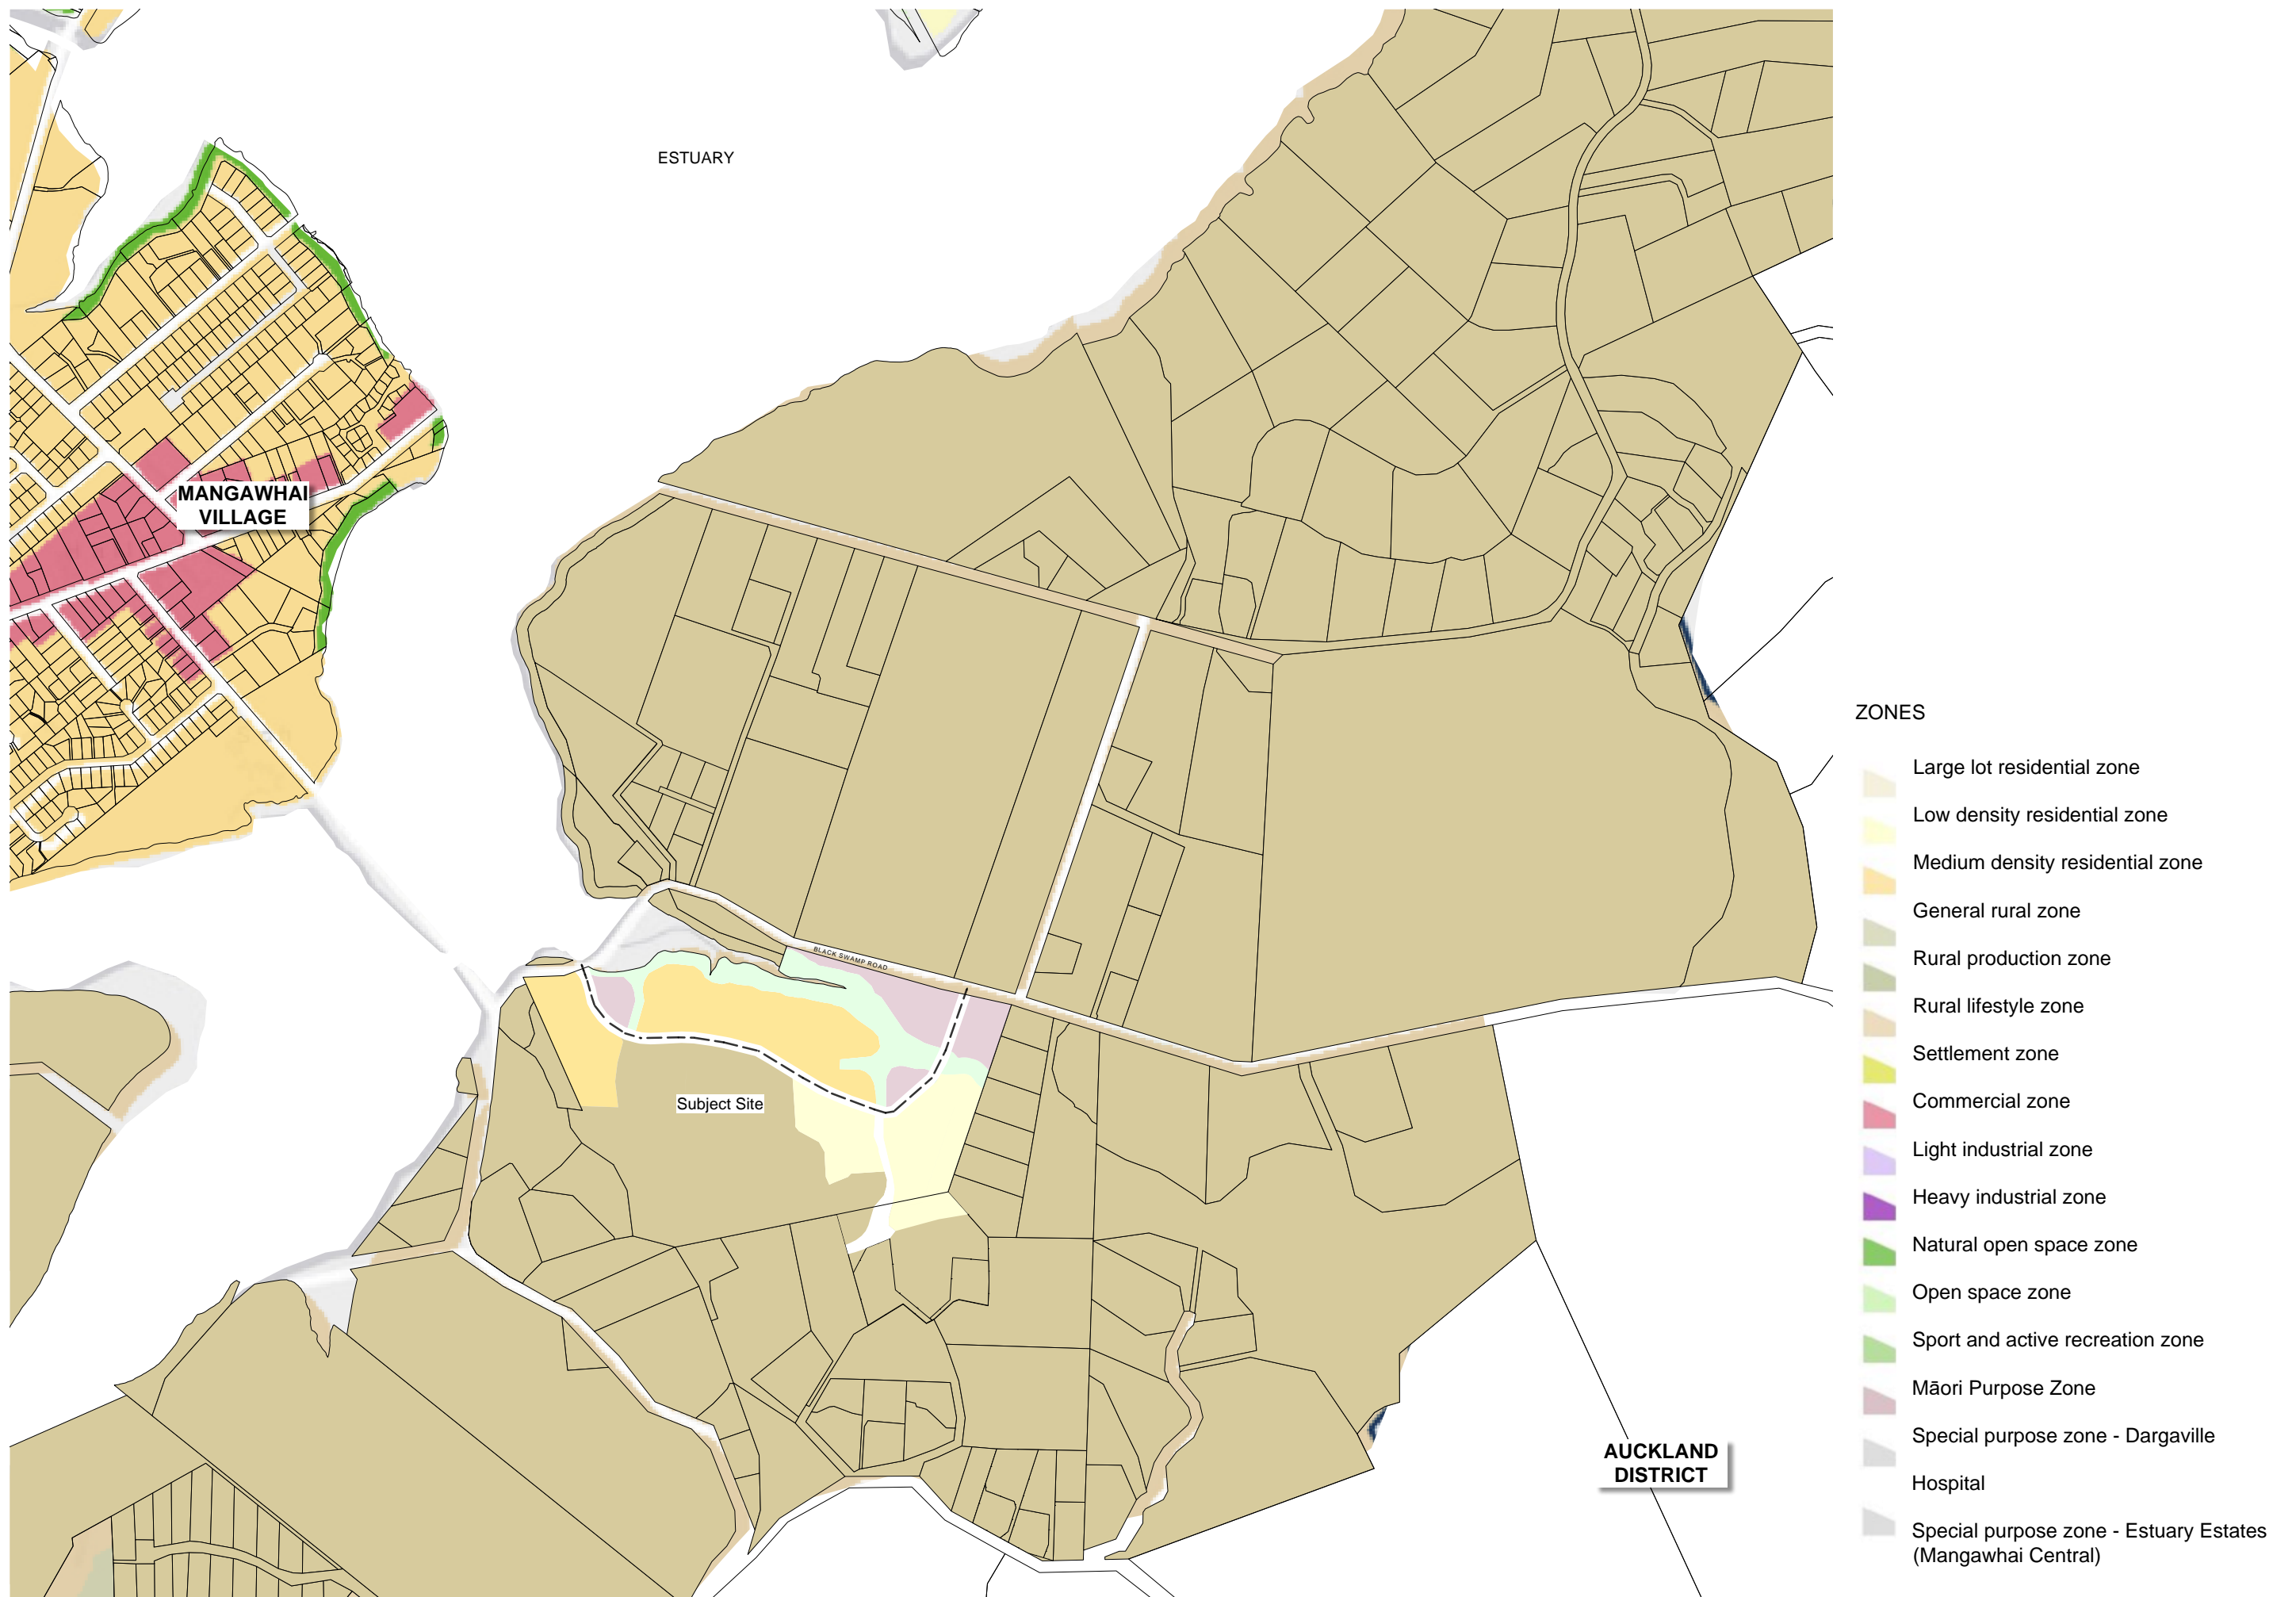 ESTUARY
MANGAWHAI
VILLAGE
BLACK SWAMP ROAD
Subject Site
AUCKLAND
DISTRICT
ZONES
Large lot residential zone
Low density residential zone
Medium density residential zone
General rural zone
Rural production zone
Rural lifestyle zone
Settlement zone
Commercial zone
Light industrial zone
Heavy industrial zone
Natural open space zone
Open space zone
Sport and active recreation zone
Māori Purpose Zone
Special purpose zone - Dargaville
Hospital
Special purpose zone - Estuary Estates
(Mangawhai Central)